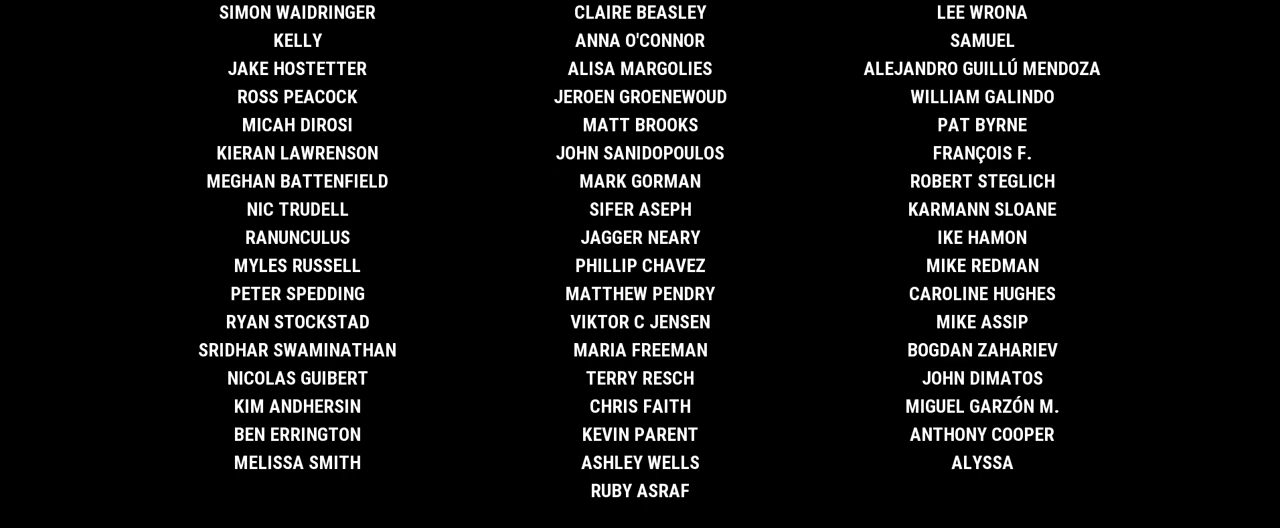 SIMON WAIDRINGER
KELLY
JAKE HOSTETTER
ROSS PEACOCK
MICAH DIROSI
KIERAN LAWRENSON
MEGHAN BATTENFIELD
NIC TRUDELL
RANUNCULUS
MYLES RUSSELL
PETER SPEDDING
RYAN STOCKSTAD
SRIDHAR SWAMINATHAN
NICOLAS GUIBERT
KIM ANDHERSIN
BEN ERRINGTON
MELISSA SMITH
CLAIRE BEASLEY
ANNA O'CONNOR
ALISA MARGOLIES
JEROEN GROENEWOUD
MATT BROOKS
JOHN SANIDOPOULOS
MARK GORMAN
SIFER ASEPH
JAGGER NEARY
PHILLIP CHAVEZ
MATTHEW PENDRY
VIKTOR C JENSEN
MARIA FREEMAN
TERRY RESCH
CHRIS FAITH
KEVIN PARENT
ASHLEY WELLS
RUBY ASRAF
LEE WRONA
SAMUEL
ALEJANDRO GUILLÚ MENDOZA
WILLIAM GALINDO
PAT BYRNE
FRANÇOIS F.
ROBERT STEGLICH
KARMANN SLOANE
IKE HAMON
MIKE REDMAN
CAROLINE HUGHES
MIKE ASSIP
BOGDAN ZAHARIEV
JOHN DIMATOS
MIGUEL GARZÓN M.
ANTHONY COOPER
ALYSSA